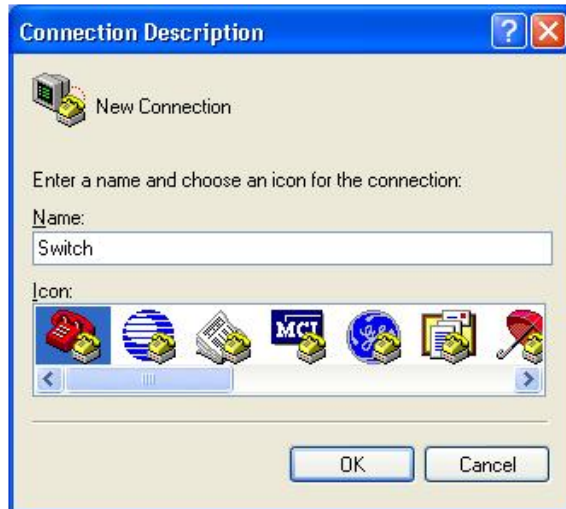 Connection Description
New Connection
Enter a name and choose an icon for the connection:
Name:
Switch
Icon:
MCI
OK
Cancel